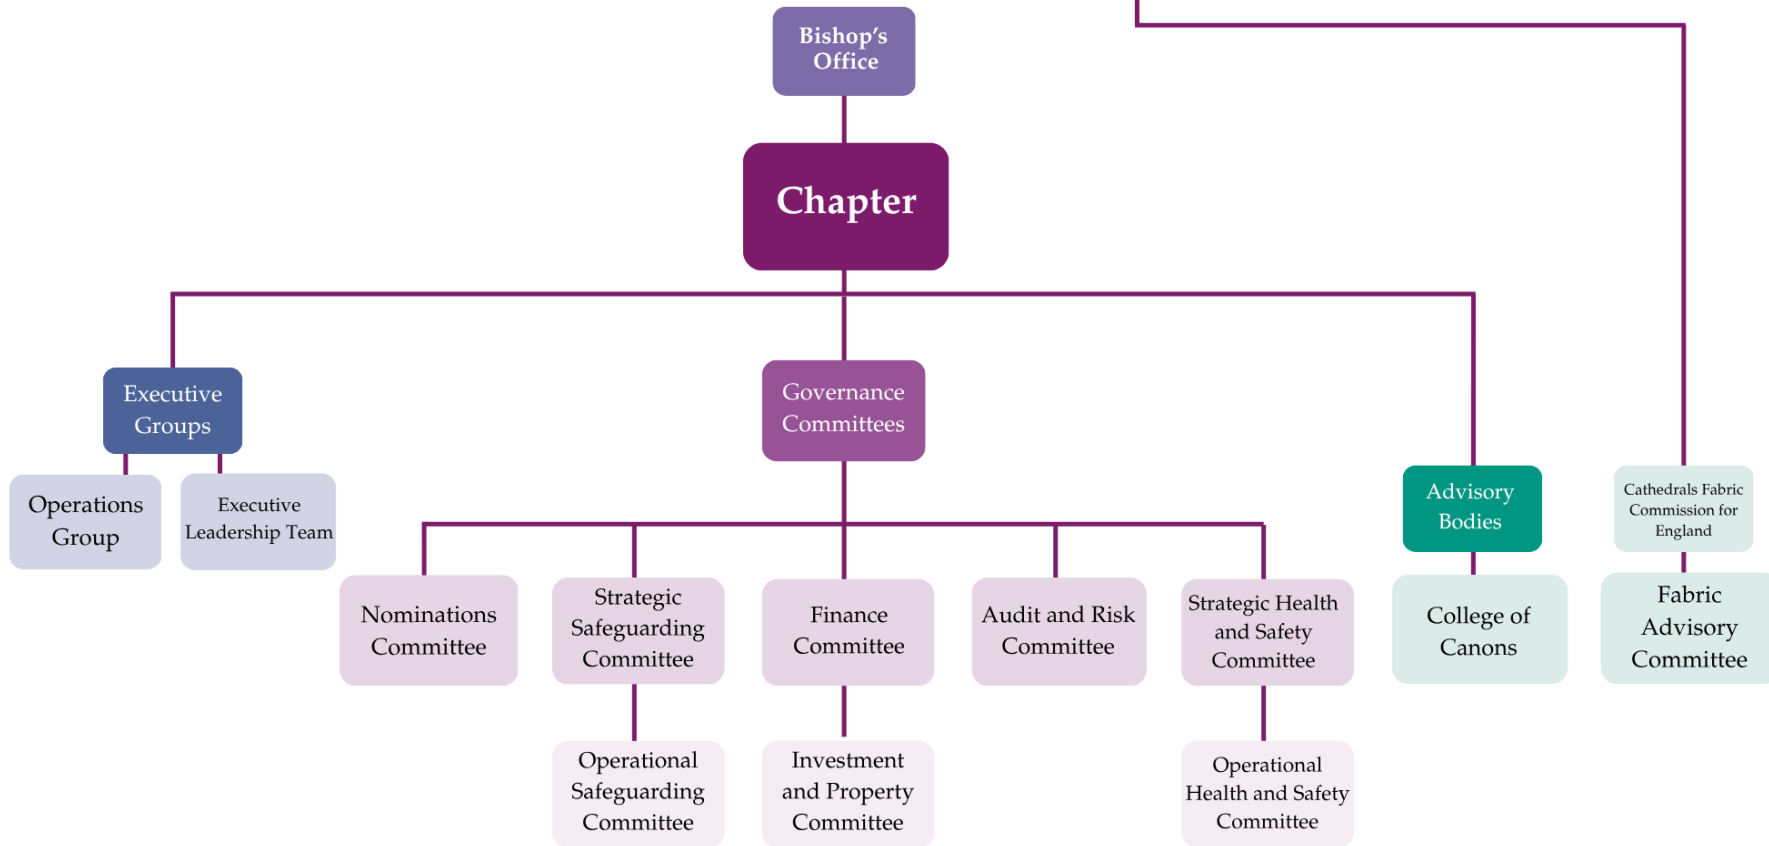 Bishop's
Office
Chapter
Executive
Groups
Governance
Committees
Operations
Group
Executive
Leadership Team
Advisory
Bodies
Cathedrals Fabric
Commission for
England
Nominations
Committee
Strategic
Safeguarding
Committee
Finance
Committee
Audit and Risk
Committee
Strategic Health
and Safety
Committee
College of
Canons
Fabric
Advisory
Committee
Operational
Safeguarding
Committee
Investment
and Property
Committee
Operational
Health and Safety
Committee